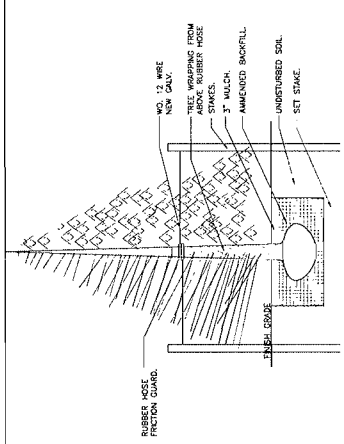 WO. 12 WIRE
NEW GALV.
TREE WRAPPING FROM
ABOVE RUBBER HOSE
STAKES.
3" MULCH.
AMMENDED BACKFILL.
UNDISTURBED SOIL.
SET STAKE.
RUBBER HOSE
FRICTION GUARD.
FINISH GRADE